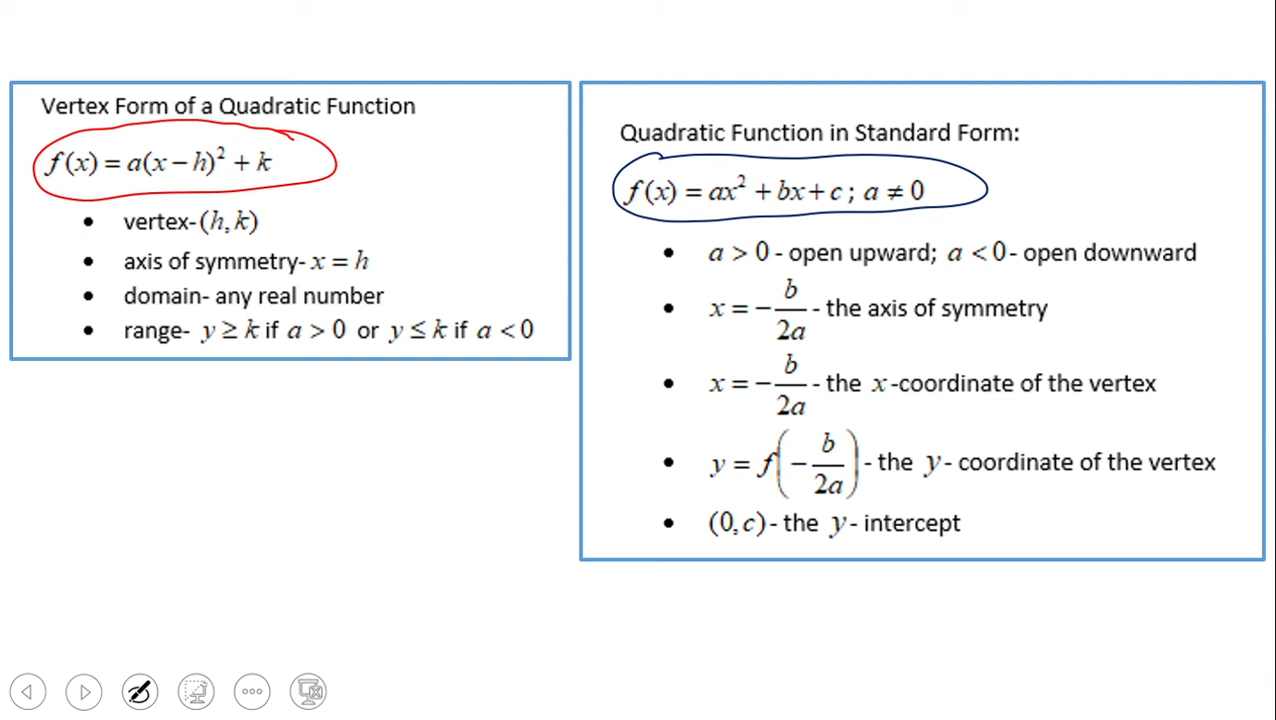 Vertex Form of a Quadratic Function
f(x) = a(x − h)² + k
• vertex- (h, k)
• axis of symmetry- x = h
• domain- any real number
• range- y ≥ k if a > 0 or y ≤ k if a < 0
Quadratic Function in Standard Form:
f(x) = ax² + bx + c ; a ≠ 0
• a > 0 - open upward; a < 0 - open downward
• x = −b/2a - the axis of symmetry
• x = −b/2a - the x -coordinate of the vertex
• y = f(−b/2a) - the y - coordinate of the vertex
• (0, c) - the y - intercept